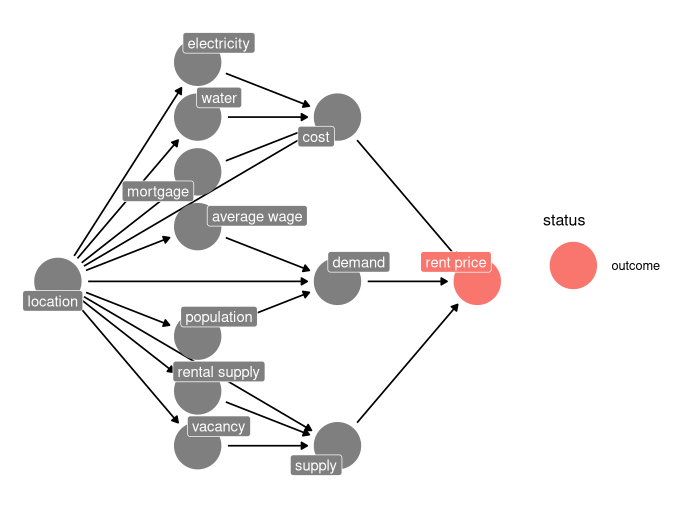 electricity
water
cost
mortgage
average wage
status
demand
rent price
outcome
location
population
rental supply
vacancy
supply